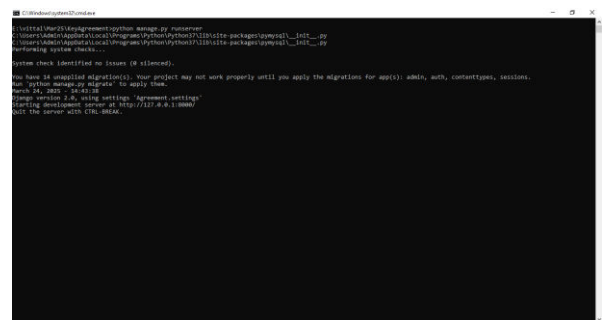 C:\Windows\system32\cmd.exe
E:\vittal\Mar25\KeyAgreement>python manage.py runserver
C:\Users\Admin\AppData\Local\Programs\Python\Python37\lib\site-packages\pymysql\__init__.py
C:\Users\Admin\AppData\Local\Programs\Python\Python37\lib\site-packages\pymysql\__init__.py
Performing system checks...
System check identified no issues (0 silenced).
You have 14 unapplied migration(s). Your project may not work properly until you apply the migrations for app(s): admin, auth, contenttypes, sessions.
Run 'python manage.py migrate' to apply them.
March 24, 2025 - 14:43:38
Django version 2.0, using settings 'Agreement.settings'
Starting development server at http://127.0.0.1:8000/
Quit the server with CTRL-BREAK.